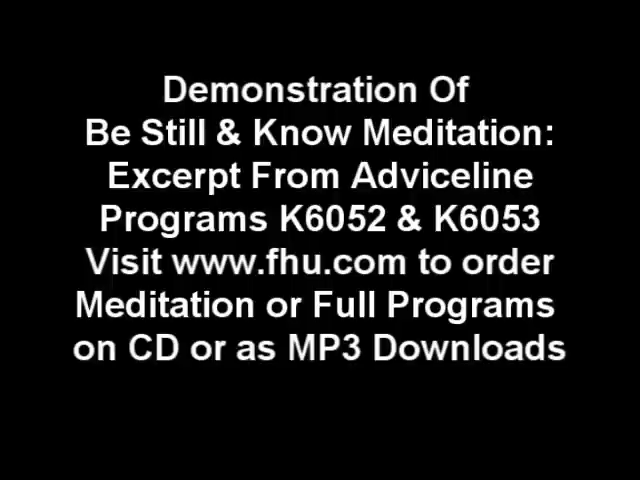 Demonstration Of
Be Still & Know Meditation:
Excerpt From Adviceline
Programs K6052 & K6053
Visit www.fhu.com to order
Meditation or Full Programs
on CD or as MP3 Downloads